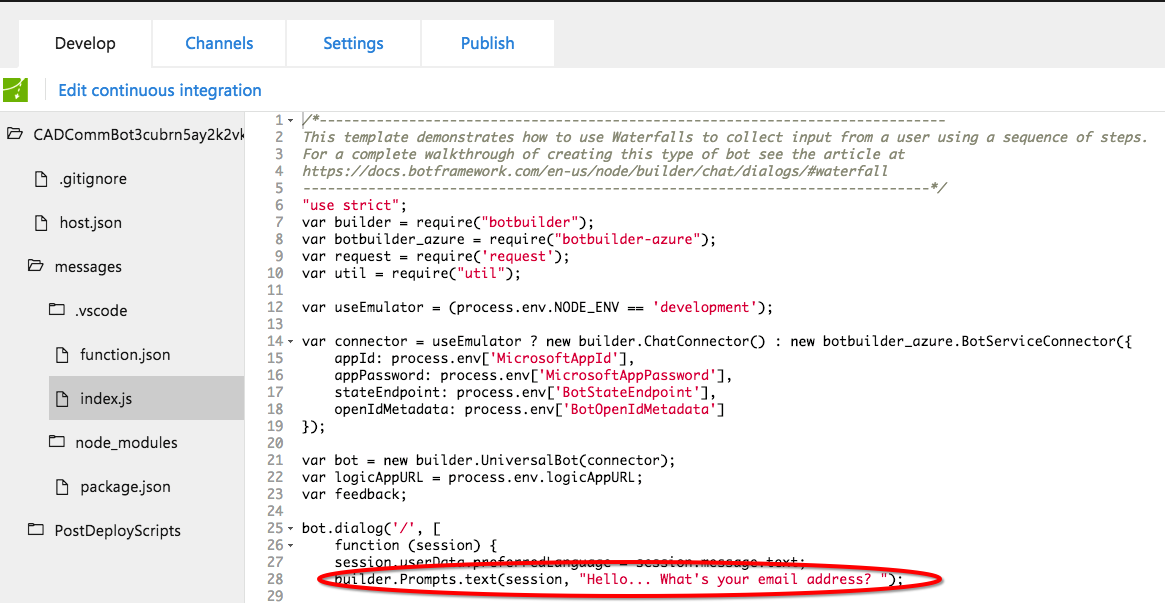 Develop
Channels
Settings
Publish
Edit continuous integration
CADCommBot3cubrn5ay2k2vk
.gitignore
host.json
messages
.vscode
function.json
index.js
node_modules
package.json
PostDeployScripts
1 /*-----------------------------------------------------------------------------
2 This template demonstrates how to use Waterfalls to collect input from a user using a sequence of steps.
3 For a complete walkthrough of creating this type of bot see the article at
4 https://docs.botframework.com/en-us/node/builder/chat/dialogs/#waterfall
5 -----------------------------------------------------------------------------*/
6 "use strict";
7 var builder = require("botbuilder");
8 var botbuilder_azure = require("botbuilder-azure");
9 var request = require('request');
10 var util = require("util");
11
12 var useEmulator = (process.env.NODE_ENV == 'development');
13
14 var connector = useEmulator ? new builder.ChatConnector() : new botbuilder_azure.BotServiceConnector({
15     appId: process.env['MicrosoftAppId'],
16     appPassword: process.env['MicrosoftAppPassword'],
17     stateEndpoint: process.env['BotStateEndpoint'],
18     openIdMetadata: process.env['BotOpenIdMetadata']
19 });
20
21 var bot = new builder.UniversalBot(connector);
22 var logicAppURL = process.env.logicAppURL;
23 var feedback;
24
25 bot.dialog('/', [
26     function (session) {
27     session.userData.preferredLanguage = session.message.text;
28     builder.Prompts.text(session, "Hello... What's your email address? ");
29